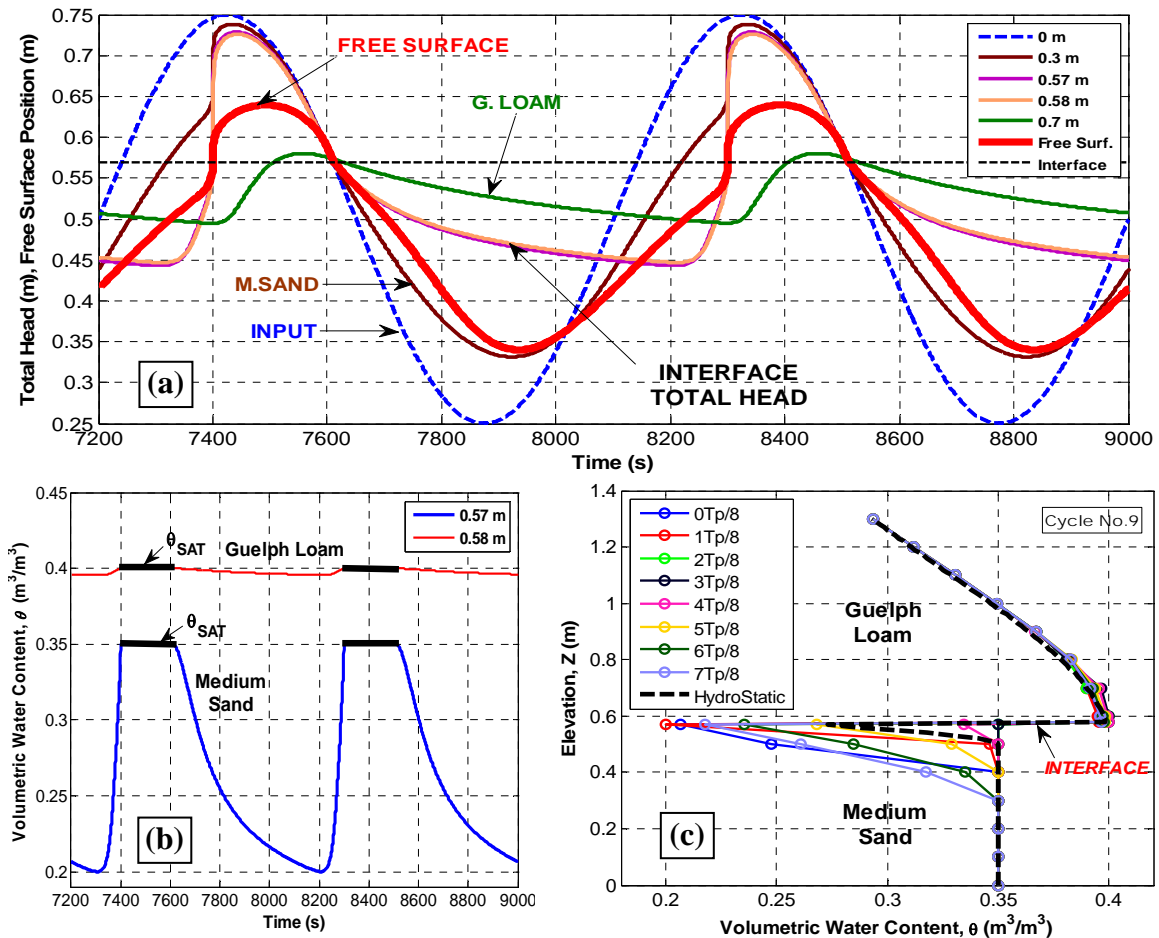 Total Head (m), Free Surface Position (m)
0.75
0.65
0.55
0.5
0.45
0.35
0.3
0.25
7200
7400
7600
7800
8000
8200
8400
8600
8800
9000
Time (s)
FREE SURFACE
G. LOAM
M.SAND
INPUT
INTERFACE
TOTAL HEAD
(a)
0 m
0.3 m
0.57 m
0.58 m
0.7 m
Free Surf.
Interface
Volumetric Water Content, θ (m³/m³)
0.45
0.4
0.35
0.3
0.25
0.2
7200 7400 7600 7800 8000 8200 8400 8600 8800 9000
Time (s)
0.57 m
0.58 m
θSAT
Guelph Loam
θSAT
Medium
Sand
(b)
Elevation, Z (m)
1.4
1.2
1
0.8
0.6
0.4
0.2
0
0.2
0.25
0.3
0.35
0.4
Volumetric Water Content, θ (m³/m³)
0Tp/8
1Tp/8
2Tp/8
3Tp/8
4Tp/8
5Tp/8
6Tp/8
7Tp/8
HydroStatic
Cycle No.9
Guelph
Loam
INTERFACE
Medium
Sand
(c)